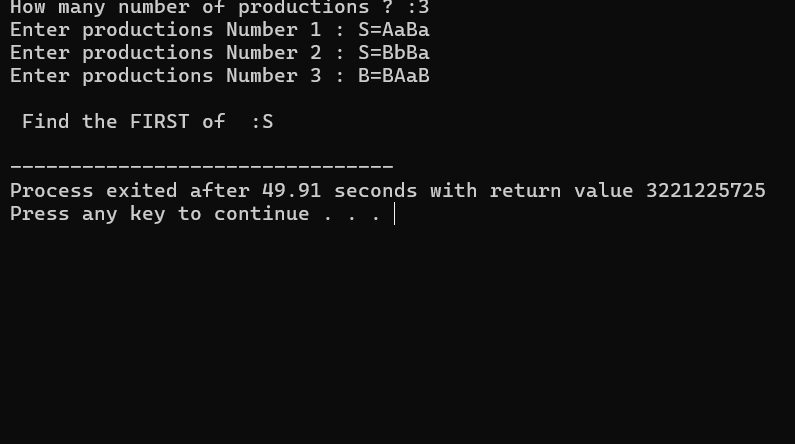 How many number of productions ? :3
Enter productions Number 1 : S=AaBa
Enter productions Number 2 : S=BbBa
Enter productions Number 3 : B=BAaB
Find the FIRST of  :S
--------------------------------
Process exited after 49.91 seconds with return value 3221225725
Press any key to continue . . .